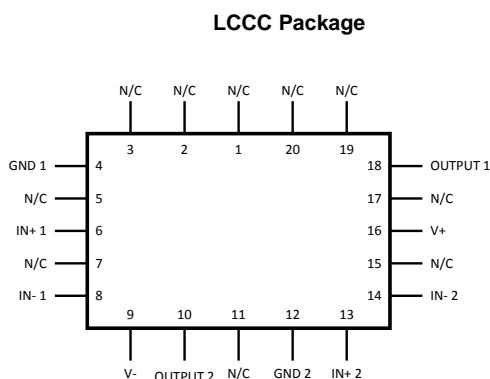 LCCC Package
N/C N/C N/C N/C N/C
3 2 1 20 19
GND 1 4 18 OUTPUT 1
N/C 5 17 N/C
IN+ 1 6 16 V+
N/C 7 15 N/C
IN- 1 8 14 IN- 2
9 10 11 12 13
V- OUTPUT 2 N/C GND 2 IN+ 2